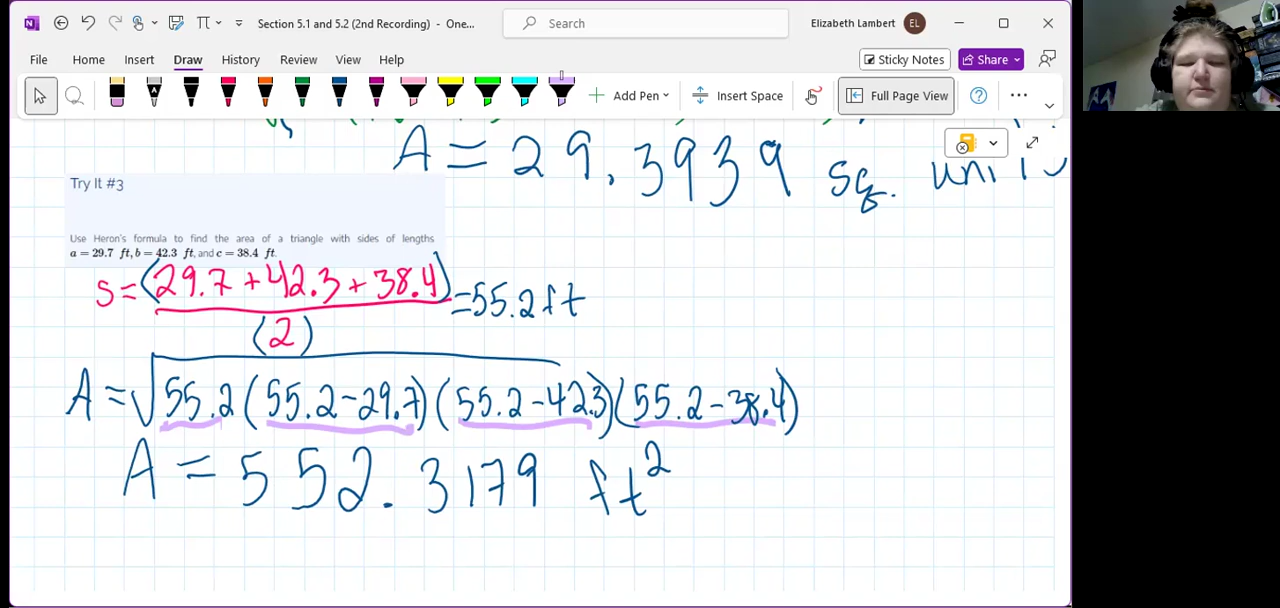 Section 5.1 and 5.2 (2nd Recording) - One...
Search
Elizabeth Lambert
EL
File Home Insert Draw History Review View Help
Sticky Notes
Share
Add Pen
Insert Space
Full Page View
A = 29.3939 sq. units
Try It #3
Use Heron's formula to find the area of a triangle with sides of lengths
a = 29.7 ft, b = 42.3 ft, and c = 38.4 ft.
s = (29.7 + 42.3 + 38.4) / (2) = 55.2 ft
A = √55.2(55.2-29.7)(55.2-42.3)(55.2-38.4)
A = 552.3179 ft²